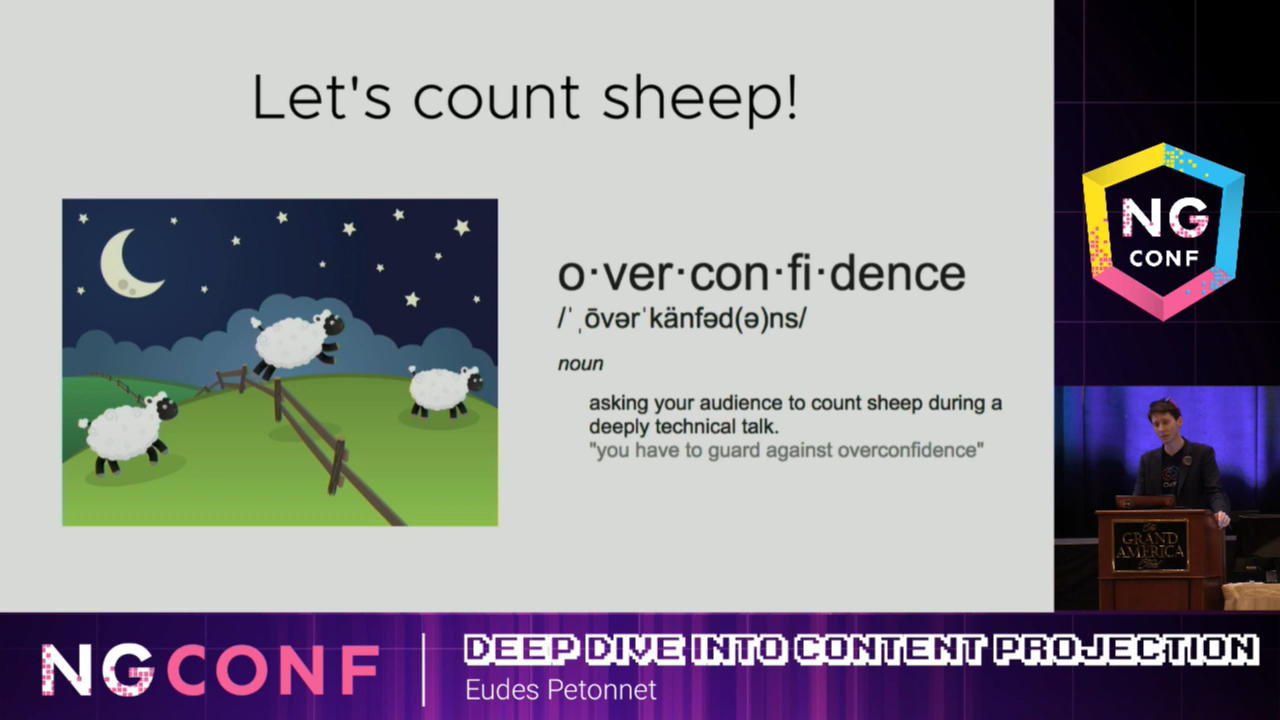 Let's count sheep!
o·ver·con·fi·dence
/ˈˌōvərˈkänfəd(ə)ns/
noun
asking your audience to count sheep during a
deeply technical talk.
"you have to guard against overconfidence"
NG
CONF
The
GRAND
AMERICA
Hotel
NGCONF
DEEP DIVE INTO CONTENT PROJECTION
Eudes Petonnet